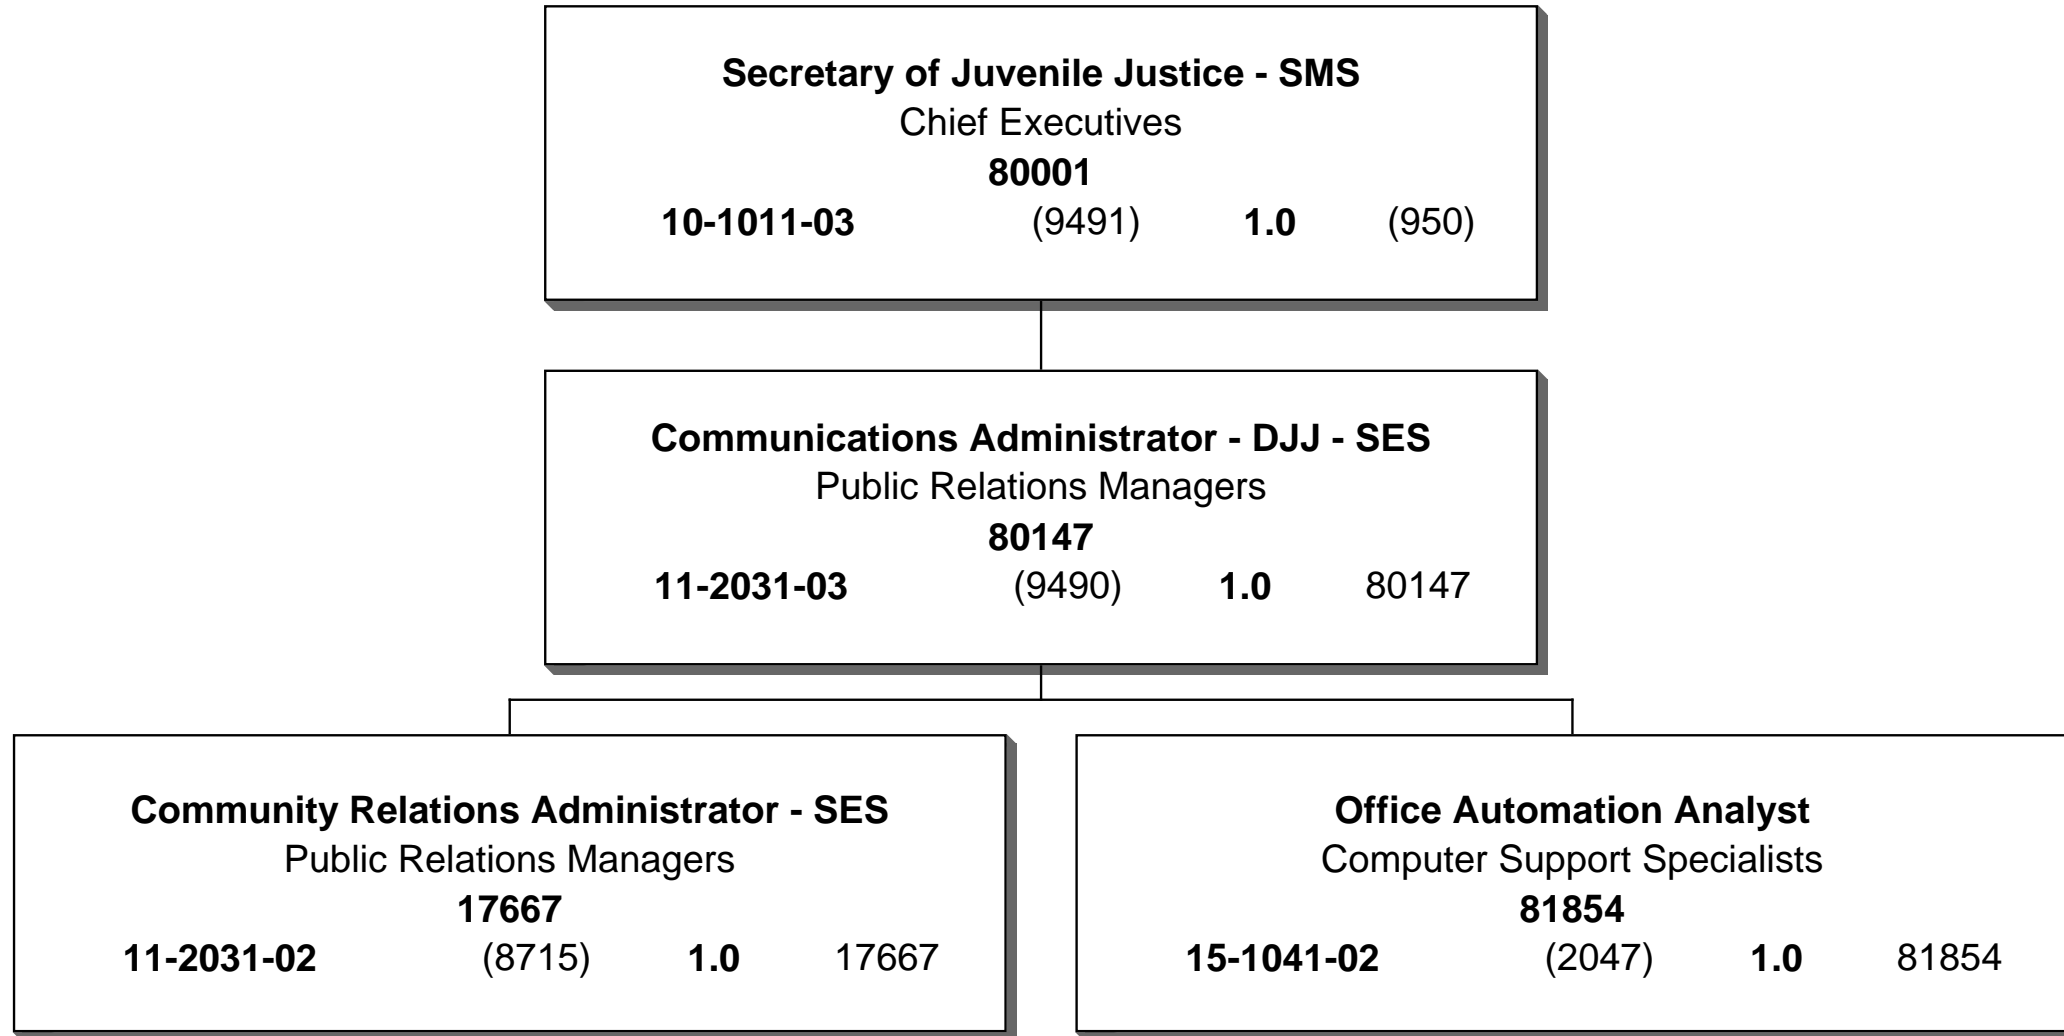 Secretary of Juvenile Justice - SMS
Chief Executives
80001
10-1011-03 (9491) 1.0 (950)
Communications Administrator - DJJ - SES
Public Relations Managers
80147
11-2031-03 (9490) 1.0 80147
Community Relations Administrator - SES
Public Relations Managers
17667
11-2031-02 (8715) 1.0 17667
Office Automation Analyst
Computer Support Specialists
81854
15-1041-02 (2047) 1.0 81854